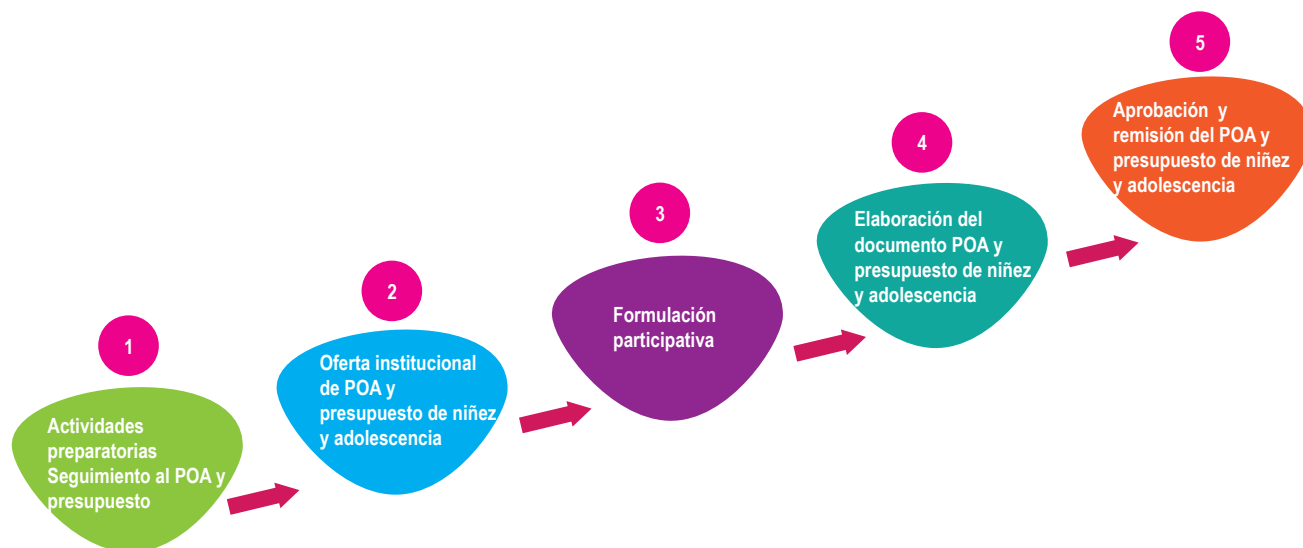 1
Actividades
preparatorias
Seguimiento al POA y
presupuesto
2
Oferta institucional
de POA y
presupuesto de niñez
y adolescencia
3
Formulación
participativa
4
Elaboración del
documento POA y
presupuesto de niñez
y adolescencia
5
Aprobación y
remisión del POA y
presupuesto de niñez
y adolescencia